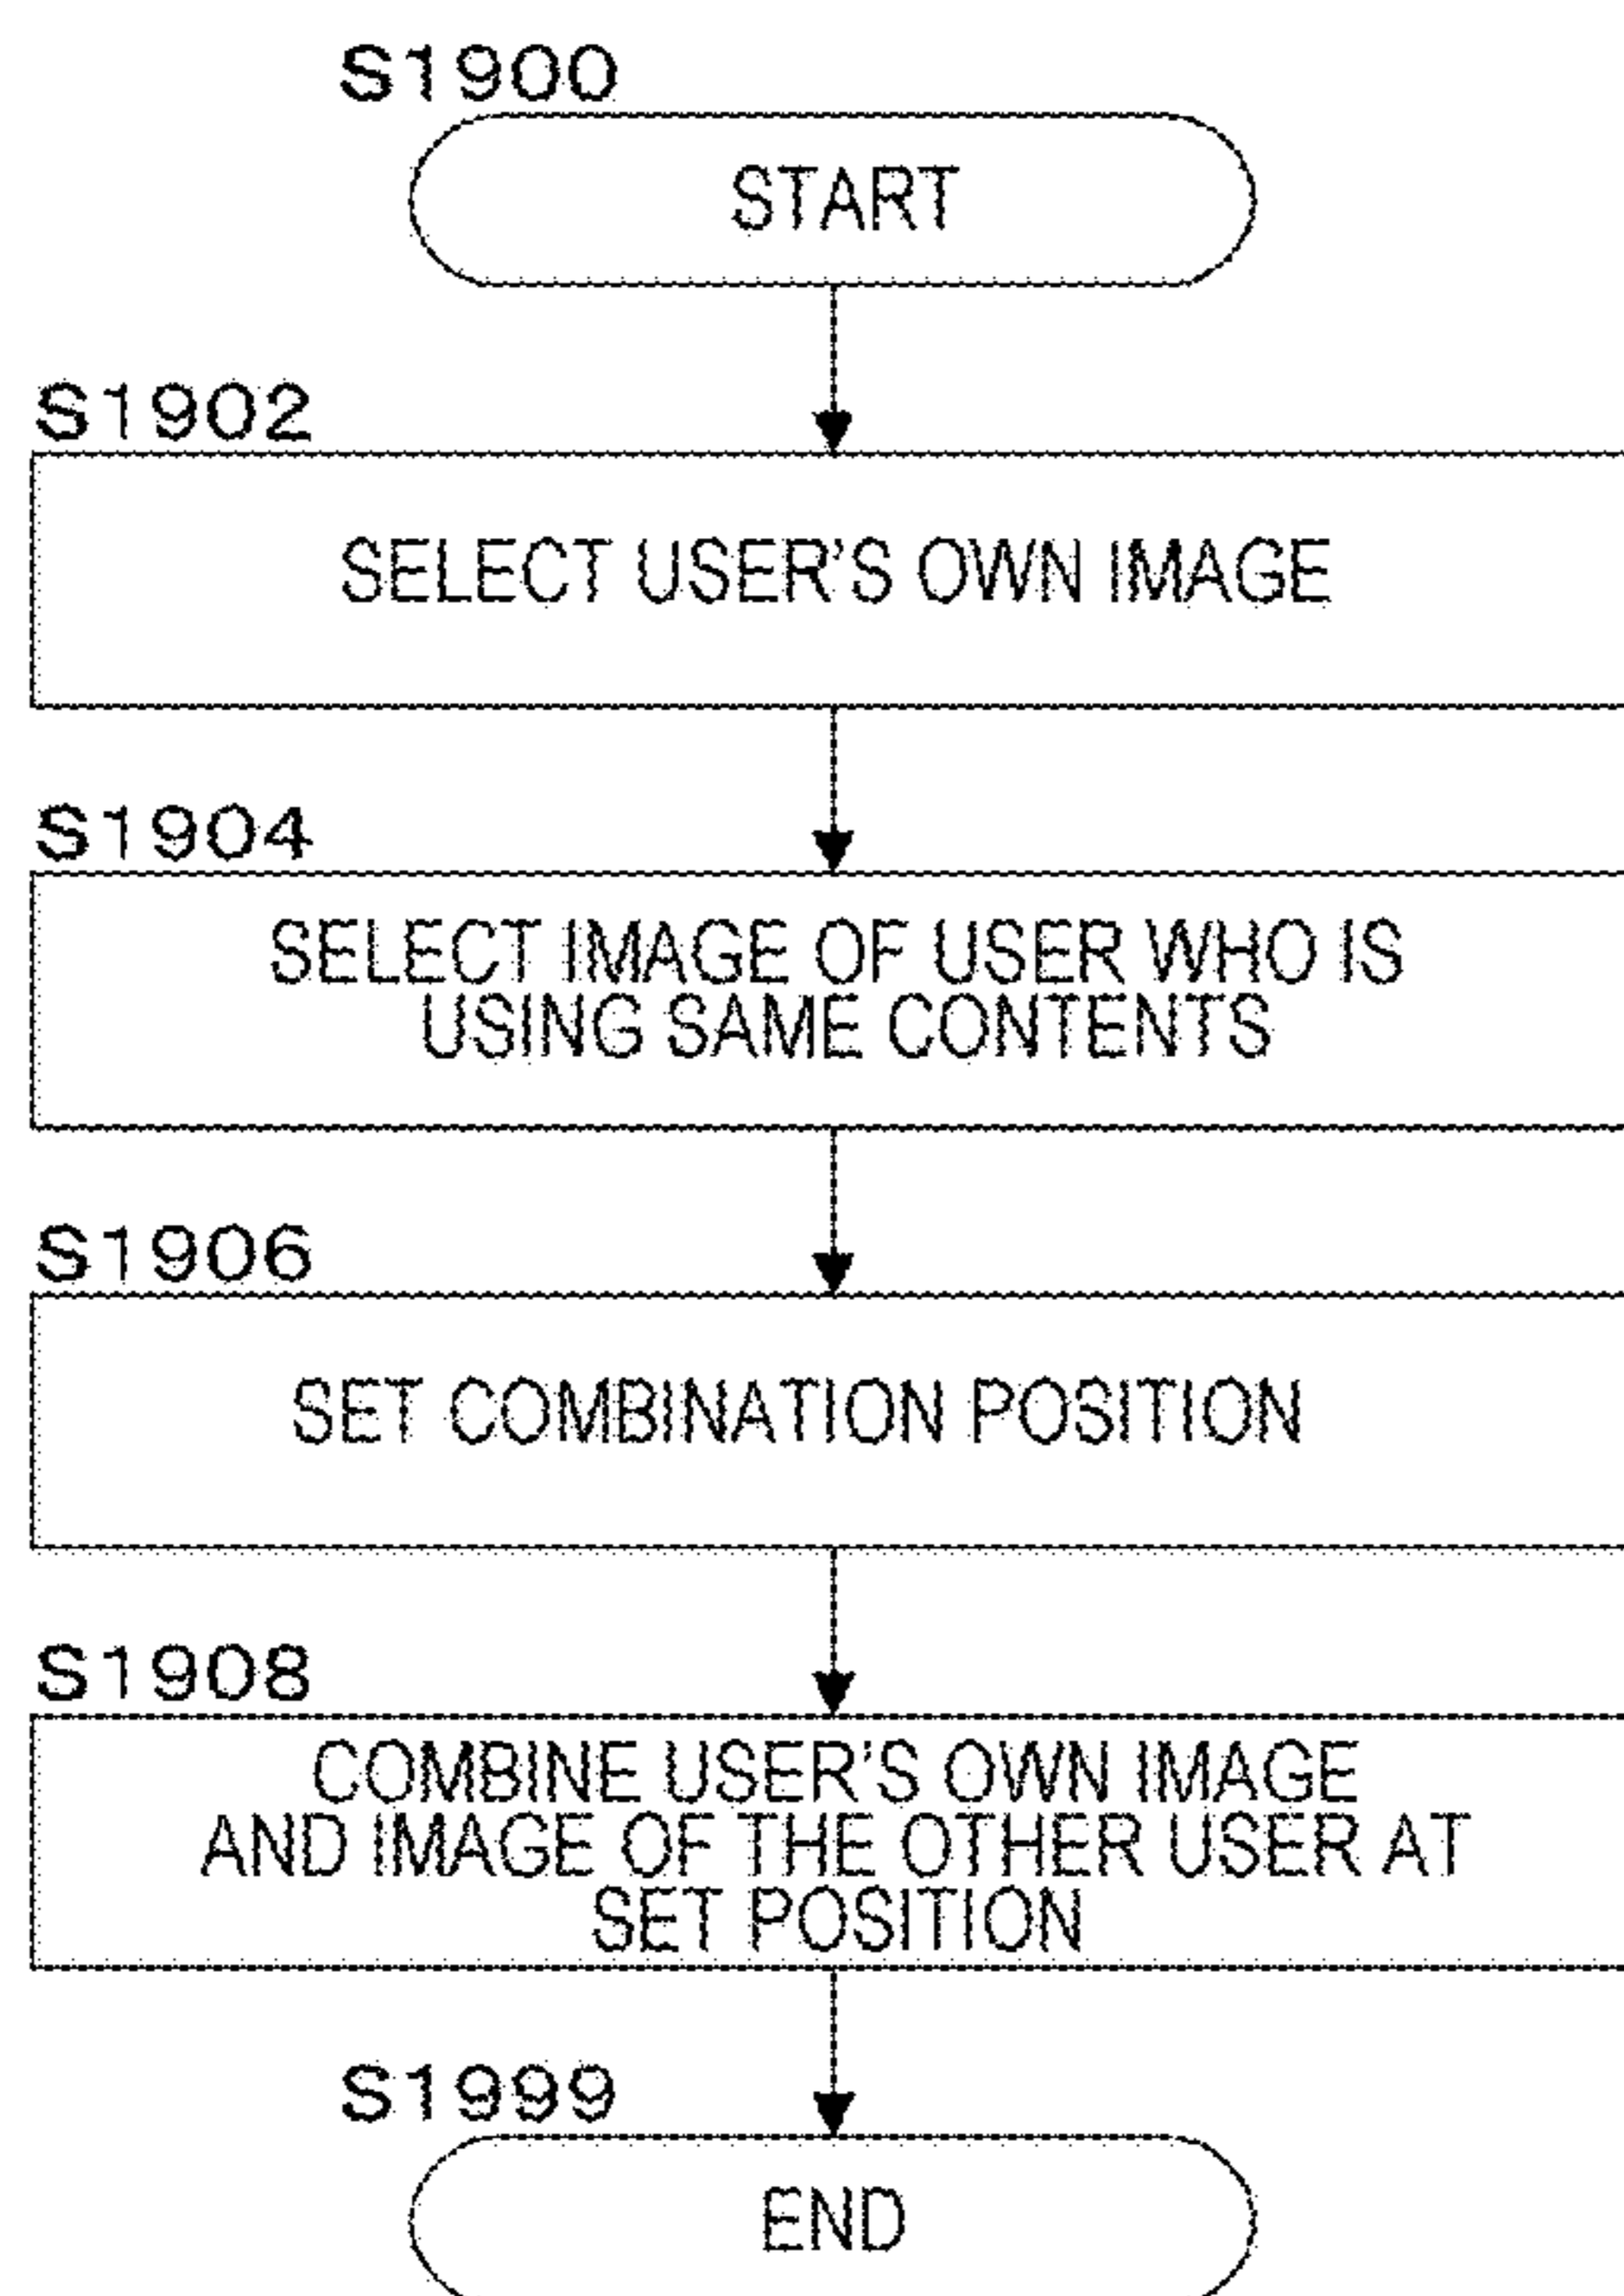 S1900
START
S1902
SELECT USER'S OWN IMAGE
S1904
SELECT IMAGE OF USER WHO IS
USING SAME CONTENTS
S1906
SET COMBINATION POSITION
S1908
COMBINE USER'S OWN IMAGE
AND IMAGE OF THE OTHER USER AT
SET POSITION
S1999
END